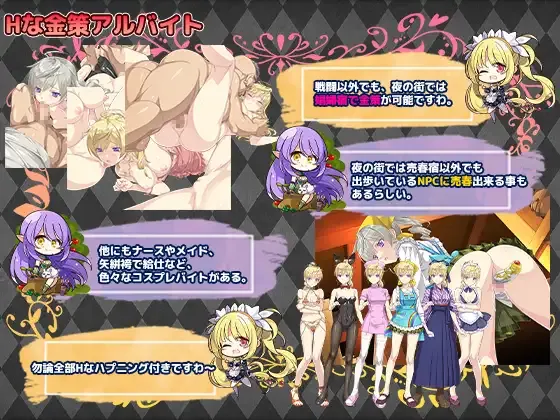 Hな金策アルバイト
戦闘以外でも、夜の街では
娼婦宿で金策が可能ですわ。
夜の街では売春宿以外でも
出歩いているNPCに売春出来る事も
あるらしい。
他にもナースやメイド、
矢絣袴で給仕など、
色々なコスプレバイトがある。
勿論全部Hなハプニング付きですわ〜